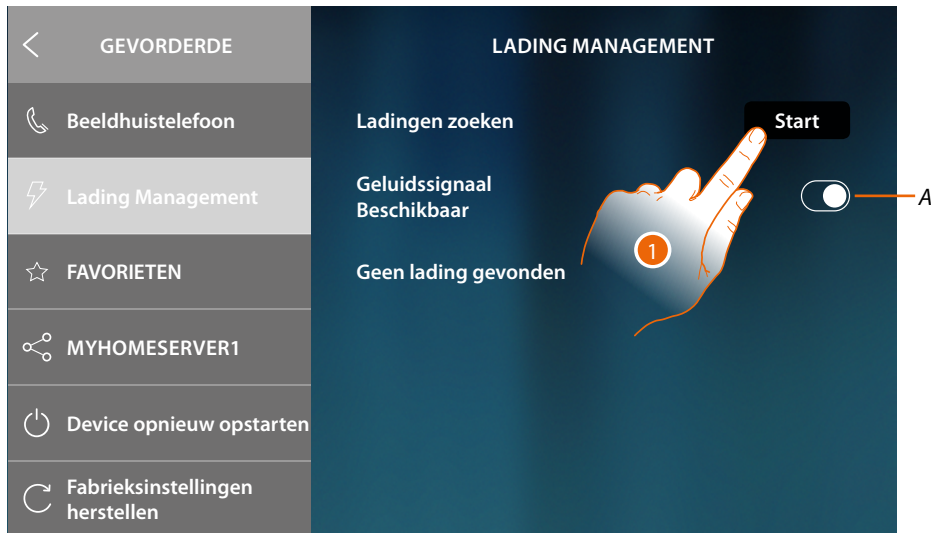 GEVORDERDE
Beeldhuistelefoon
Lading Management
FAVORIETEN
MYHOMESERVER1
Device opnieuw opstarten
Fabrieksinstellingen
herstellen
LADING MANAGEMENT
Ladingen zoeken
Start
Geluidssignaal
Beschikbaar
A
1
Geen lading gevonden